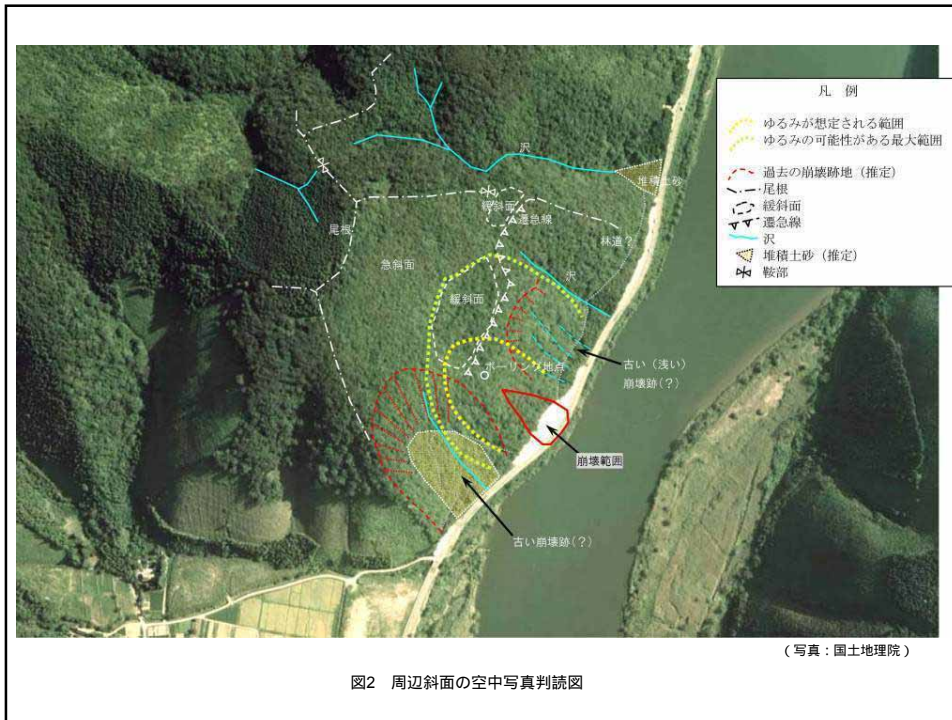 凡 例
ゆるみが想定される範囲
ゆるみの可能性がある最大範囲
過去の崩壊跡地（推定）
尾根
緩斜面
遷急線
沢
堆積土砂（推定）
鞍部
沢
堆積土砂
緩斜面
遷急線
尾根
林道?
急斜面
沢
緩斜面
ボーリング地点
古い（浅い）
崩壊跡(?)
崩壊範囲
古い崩壊跡(?)
（写真：国土地理院）
図2 周辺斜面の空中写真判読図